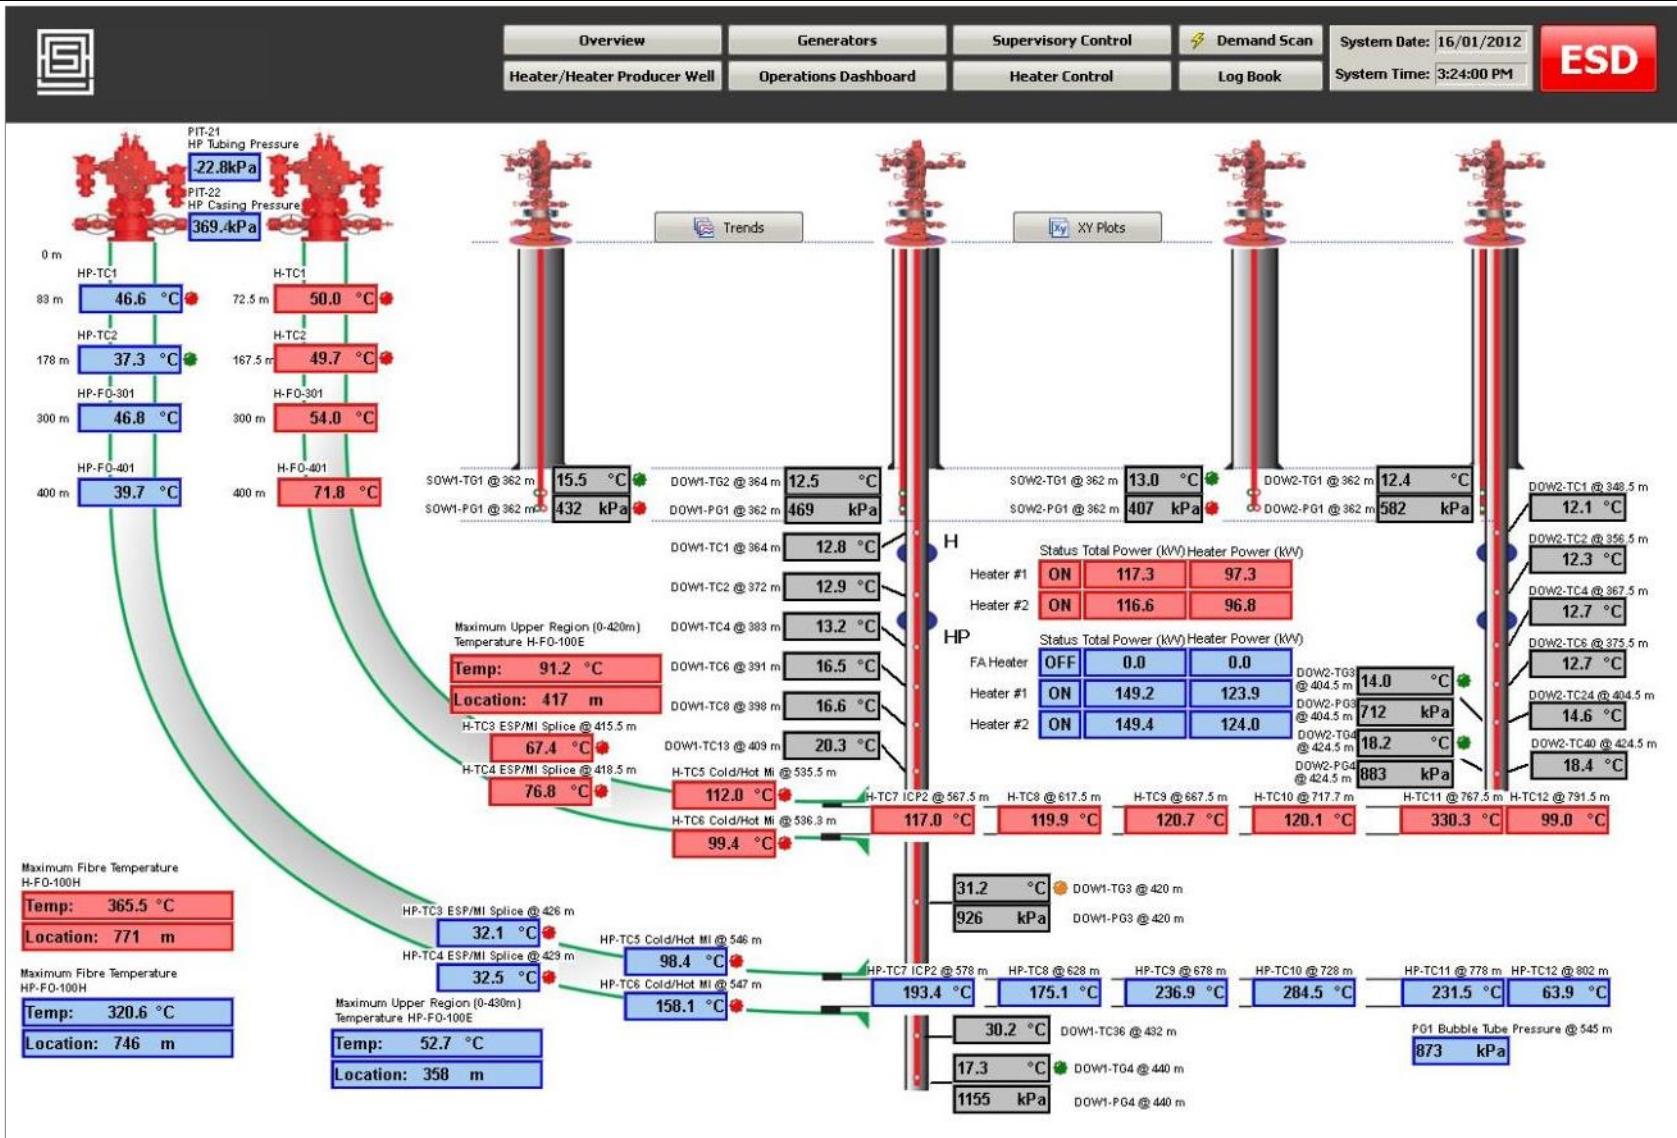 Overview
Generators
Supervisory Control
Demand Scan
System Date: 16/01/2012
ESD
Heater/Heater Producer Well
Operations Dashboard
Heater Control
Log Book
System Time: 3:24:00 PM
PIT-21
HP Tubing Pressure
-22.8kPa
PIT-22
HP Casing Pressure
369.4kPa
Trends
Xy XY Plots
0 m
HP-TC1
83 m 46.6 °C
HP-TC2
178 m 37.3 °C
HP-FO-301
300 m 46.8 °C
HP-FO-401
400 m 39.7 °C
H-TC1
72.5 m 50.0 °C
H-TC2
167.5 m 49.7 °C
H-FO-301
300 m 54.0 °C
H-FO-401
400 m 71.8 °C
SOW1-TG1 @ 362 m 15.5 °C
SOW1-PG1 @ 362 m 432 kPa
DOW1-TG2 @ 364 m 12.5 °C
DOW1-PG1 @ 362 m 469 kPa
SOW2-TG1 @ 362 m 13.0 °C
SOW2-PG1 @ 362 m 407 kPa
DOW2-TG1 @ 362 m 12.4 °C
DOW2-PG1 @ 362 m 582 kPa
DOW1-TC1 @ 364 m 12.8 °C
DOW1-TC2 @ 372 m 12.9 °C
DOW1-TC4 @ 383 m 13.2 °C
DOW1-TC6 @ 391 m 16.5 °C
DOW1-TC8 @ 398 m 16.6 °C
DOW1-TC13 @ 409 m 20.3 °C
H
Status Total Power (kW) Heater Power (kW)
Heater #1 ON 117.3 97.3
Heater #2 ON 116.6 96.8
HP
Status Total Power (kW) Heater Power (kW)
FA Heater OFF 0.0 0.0
Heater #1 ON 149.2 123.9
Heater #2 ON 149.4 124.0
DOW2-TC1 @ 348.5 m
12.1 °C
DOW2-TC2 @ 356.5 m
12.3 °C
DOW2-TC4 @ 367.5 m
12.7 °C
DOW2-TC6 @ 375.5 m
12.7 °C
DOW2-TC24 @ 404.5 m
14.6 °C
DOW2-TC40 @ 424.5 m
18.4 °C
DOW2-TG3
@ 404.5 m 14.0 °C
DOW2-PG3
@ 404.5 m 712 kPa
DOW2-TG4
@ 424.5 m 18.2 °C
DOW2-PG4
@ 424.5 m 883 kPa
Maximum Upper Region (0-420m)
Temperature H-FO-100E
Temp: 91.2 °C
Location: 417 m
H-TC3 ESP/MI Splice @ 415.5 m
67.4 °C
H-TC4 ESP/MI Splice @ 418.5 m
76.8 °C
H-TC5 Cold/Hot Mi @ 535.5 m
112.0 °C
H-TC6 Cold/Hot Mi @ 536.3 m
99.4 °C
H-TC7 ICP2 @ 567.5 m
117.0 °C
H-TC8 @ 617.5 m
119.9 °C
H-TC9 @ 667.5 m
120.7 °C
H-TC10 @ 717.7 m
120.1 °C
H-TC11 @ 767.5 m
330.3 °C
H-TC12 @ 791.5 m
99.0 °C
Maximum Fibre Temperature
H-FO-100H
Temp: 365.5 °C
Location: 771 m
Maximum Fibre Temperature
HP-FO-100H
Temp: 320.6 °C
Location: 746 m
31.2 °C DOW1-TG3 @ 420 m
926 kPa DOW1-PG3 @ 420 m
HP-TC3 ESP/MI Splice @ 426 m
32.1 °C
HP-TC4 ESP/MI Splice @ 429 m
32.5 °C
HP-TC5 Cold/Hot MI @ 546 m
98.4 °C
HP-TC6 Cold/Hot MI @ 547 m
158.1 °C
HP-TC7 ICP2 @ 578 m
193.4 °C
HP-TC8 @ 628 m
175.1 °C
HP-TC9 @ 678 m
236.9 °C
HP-TC10 @ 728 m
284.5 °C
HP-TC11 @ 778 m
231.5 °C
HP-TC12 @ 802 m
63.9 °C
Maximum Upper Region (0-430m)
Temperature HP-FO-100E
Temp: 52.7 °C
Location: 358 m
30.2 °C DOW1-TC36 @ 432 m
17.3 °C DOW1-TG4 @ 440 m
1155 kPa DOW1-PG4 @ 440 m
PG1 Bubble Tube Pressure @ 545 m
873 kPa